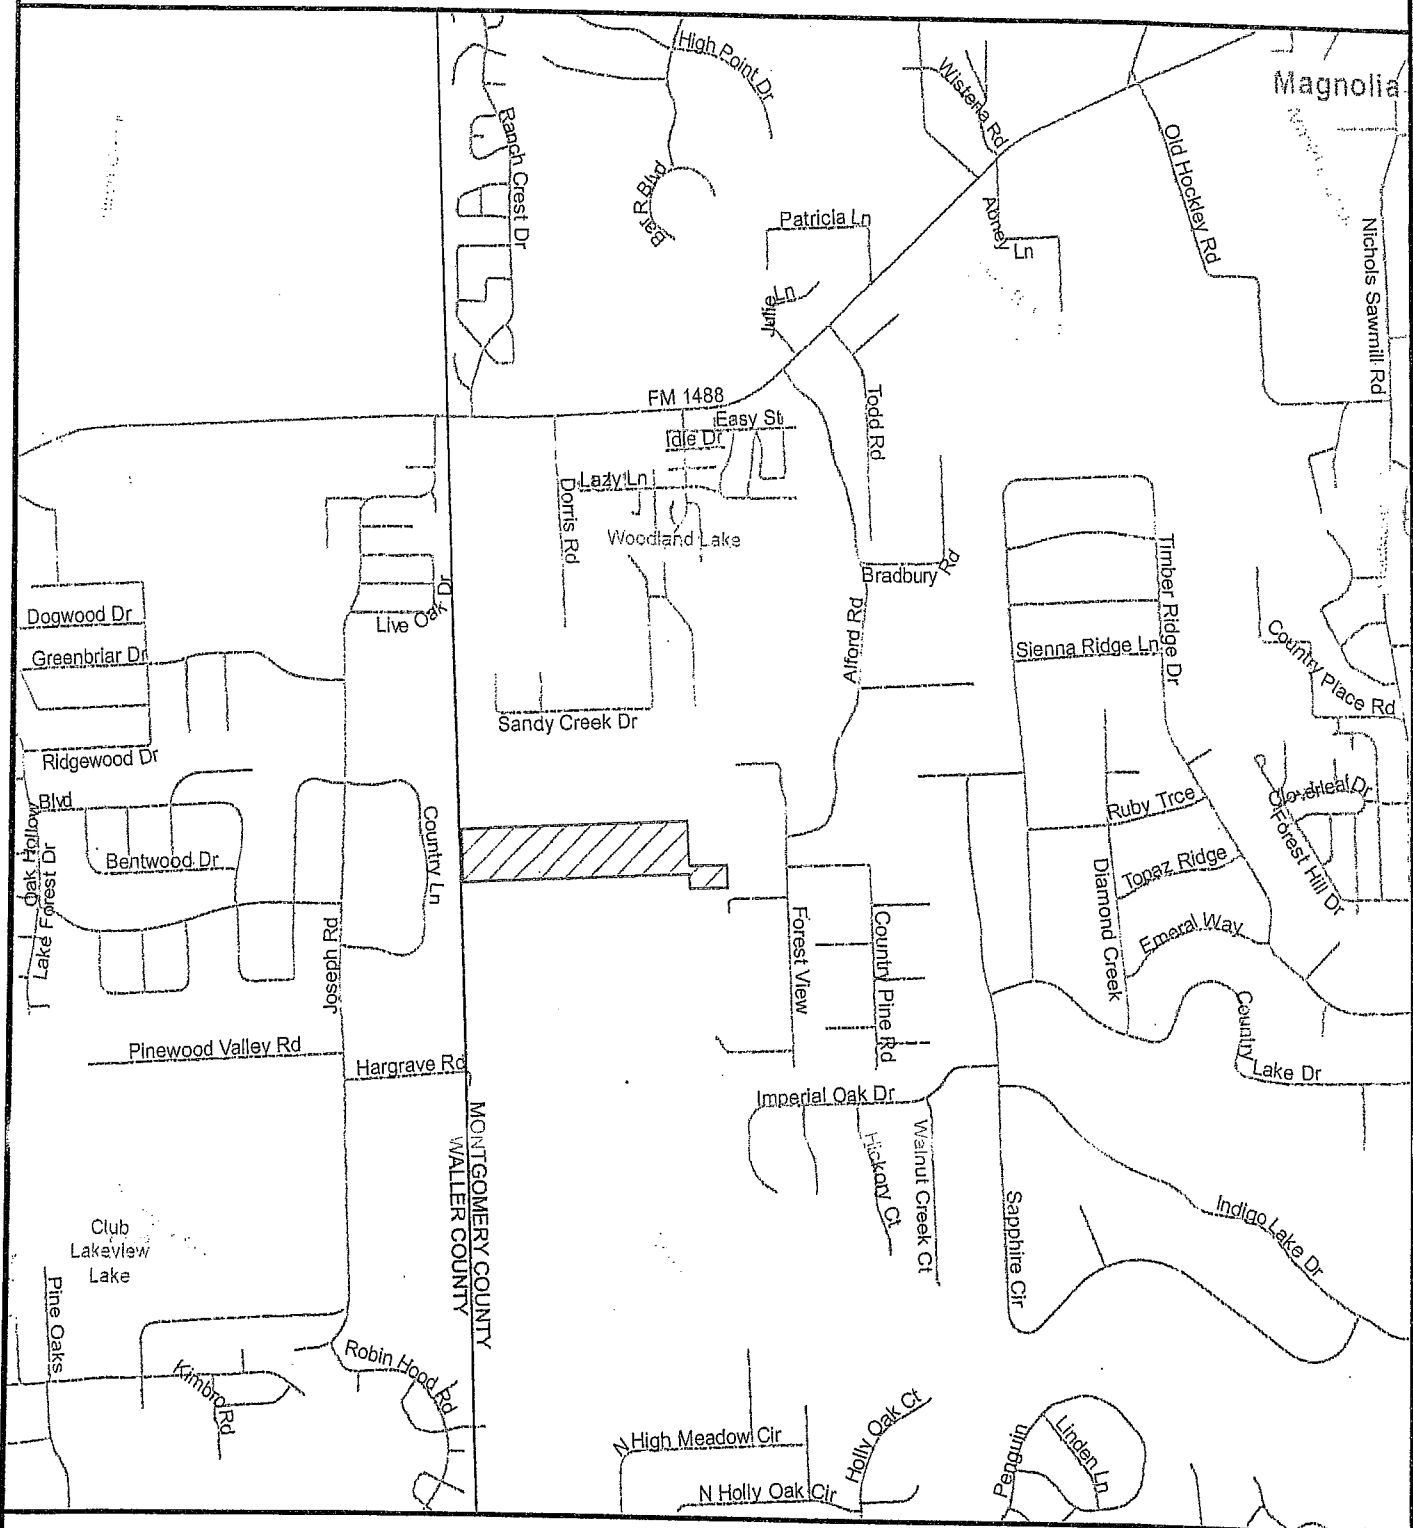 High Point Dr
Wisteria Rd
Magnolia
Ranch Crest Dr
Old Hockley Rd
Bar R Blvd
Patricia Ln
Abney Ln
Nichols Sawmill Rd
Julie Ln
FM 1488
Easy St
Idle Dr
Todd Rd
Lazy Ln
Dorris Rd
Woodland Lake
Timber Ridge Dr
Bradbury Rd
Dogwood Dr
Live Oak Dr
Alford Rd
Greenbriar Dr
Sienna Ridge Ln
Country Place Rd
Sandy Creek Dr
Ridgewood Dr
Oak Hollow Blvd
Country Ln
Ruby Trce
Cloverleaf Dr
Forest Hill Dr
Lake Forest Dr
Bentwood Dr
Diamond Creek
Topaz Ridge
Emeral Way
Joseph Rd
Forest View
Country Pine Rd
Country Lake Dr
Pinewood Valley Rd
Hargrave Rd
Imperial Oak Dr
MONTGOMERY COUNTY
WALLER COUNTY
Hickory Ct
Walnut Creek Ct
Sapphire Cir
Indigo Lake Dr
Club
Lakeview
Lake
Pine Oaks
Kimbro Rd
Robin Hood Rd
N High Meadow Cir
Holly Oak Ct
N Holly Oak Cir
Penguin
Linden Ln